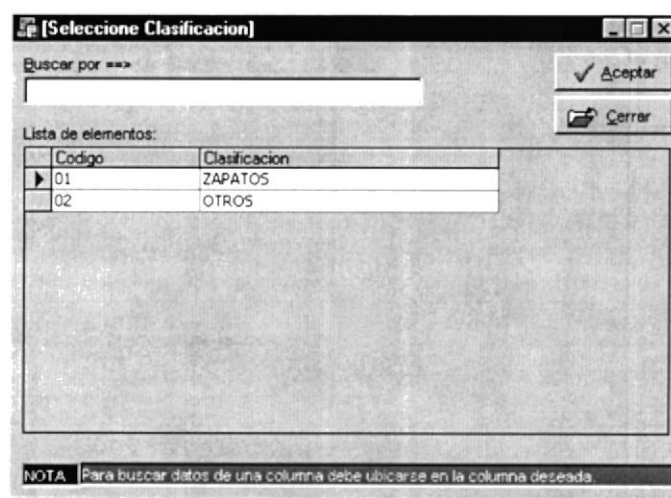 [Seleccione Clasificacion]
Buscar por ==>
Aceptar
Cerrar
Lista de elementos:
Codigo Clasificacion
01 ZAPATOS
02 OTROS
NOTA Para buscar datos de una columna debe ubicarse en la columna deseada.